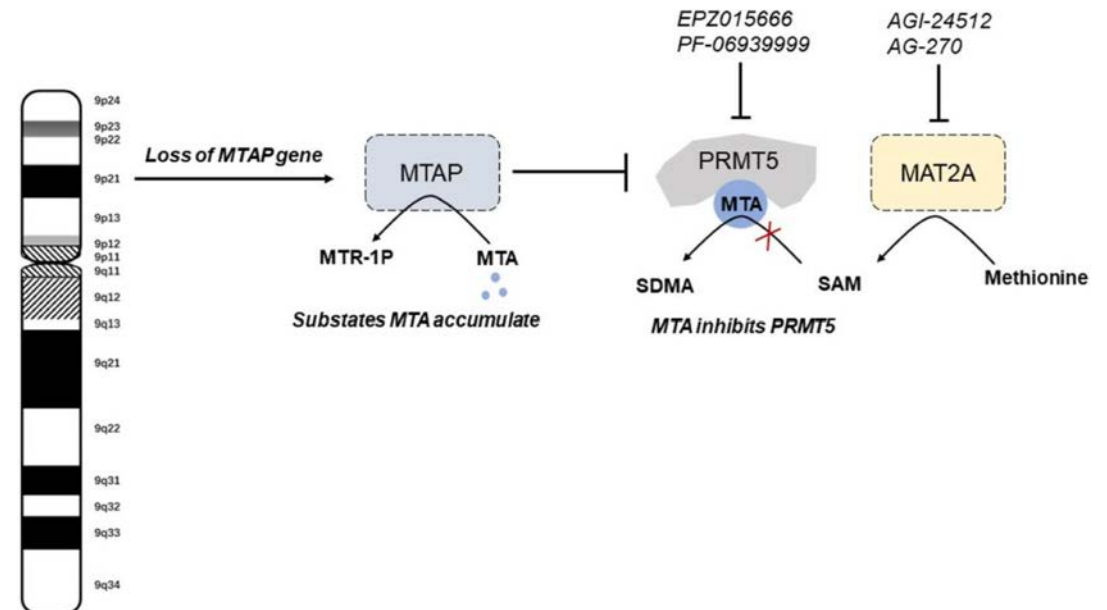 EPZ015666
PF-06939999
AGI-24512
AG-270
9p24
9p23
9p22
9p21
9p13
9p12
9p11
9q11
9q12
9q13
9q21
9q22
9q31
9q32
9q33
9q34
Loss of MTAP gene
MTAP
MTR-1P
MTA
Substates MTA accumulate
PRMT5
MTA
SDMA
SAM
MTA inhibits PRMT5
MAT2A
Methionine